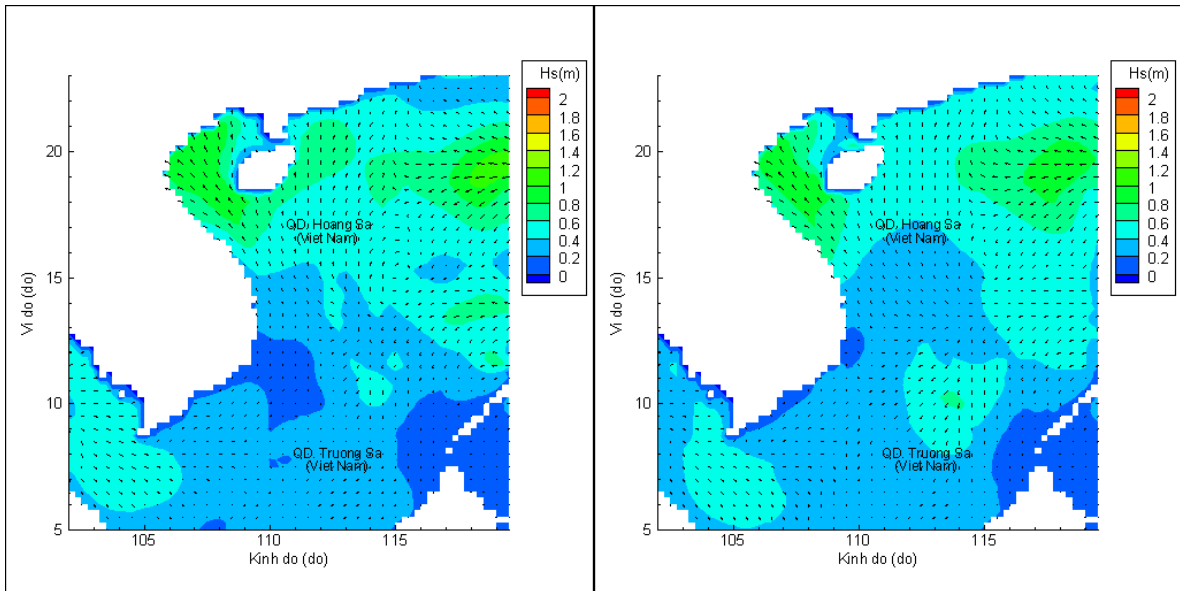 Hs(m)
2
1.8
1.6
1.4
1.2
1
0.8
0.6
0.4
0.2
0
20
15
10
5
105
110
115
Vi do (do)
Kinh do (do)
QD. Hoang Sa
(Viet Nam)
QD. Truong Sa
(Viet Nam)
Hs(m)
2
1.8
1.6
1.4
1.2
1
0.8
0.6
0.4
0.2
0
20
15
10
5
105
110
115
Vi do (do)
Kinh do (do)
QD. Hoang Sa
(Viet Nam)
QD. Truong Sa
(Viet Nam)